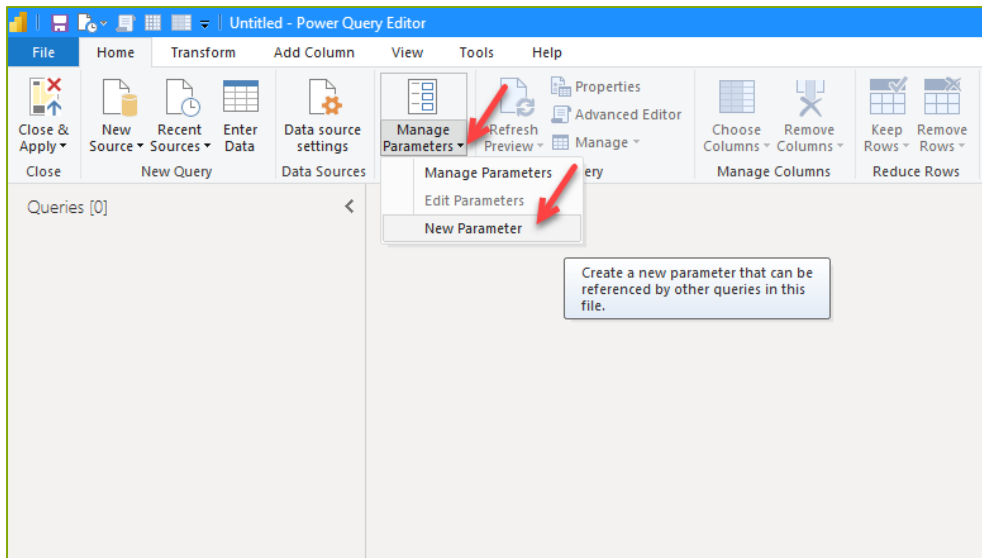 Untitled - Power Query Editor
File Home Transform Add Column View Tools Help
Close & Apply
New Source
Recent Sources
Enter Data
Data source settings
Manage Parameters
Refresh Preview
Properties
Advanced Editor
Manage
Choose Columns
Remove Columns
Keep Rows
Remove Rows
Close
New Query
Data Sources
ery
Manage Columns
Reduce Rows
Manage Parameters
Edit Parameters
New Parameter
Queries [0]
Create a new parameter that can be
referenced by other queries in this
file.